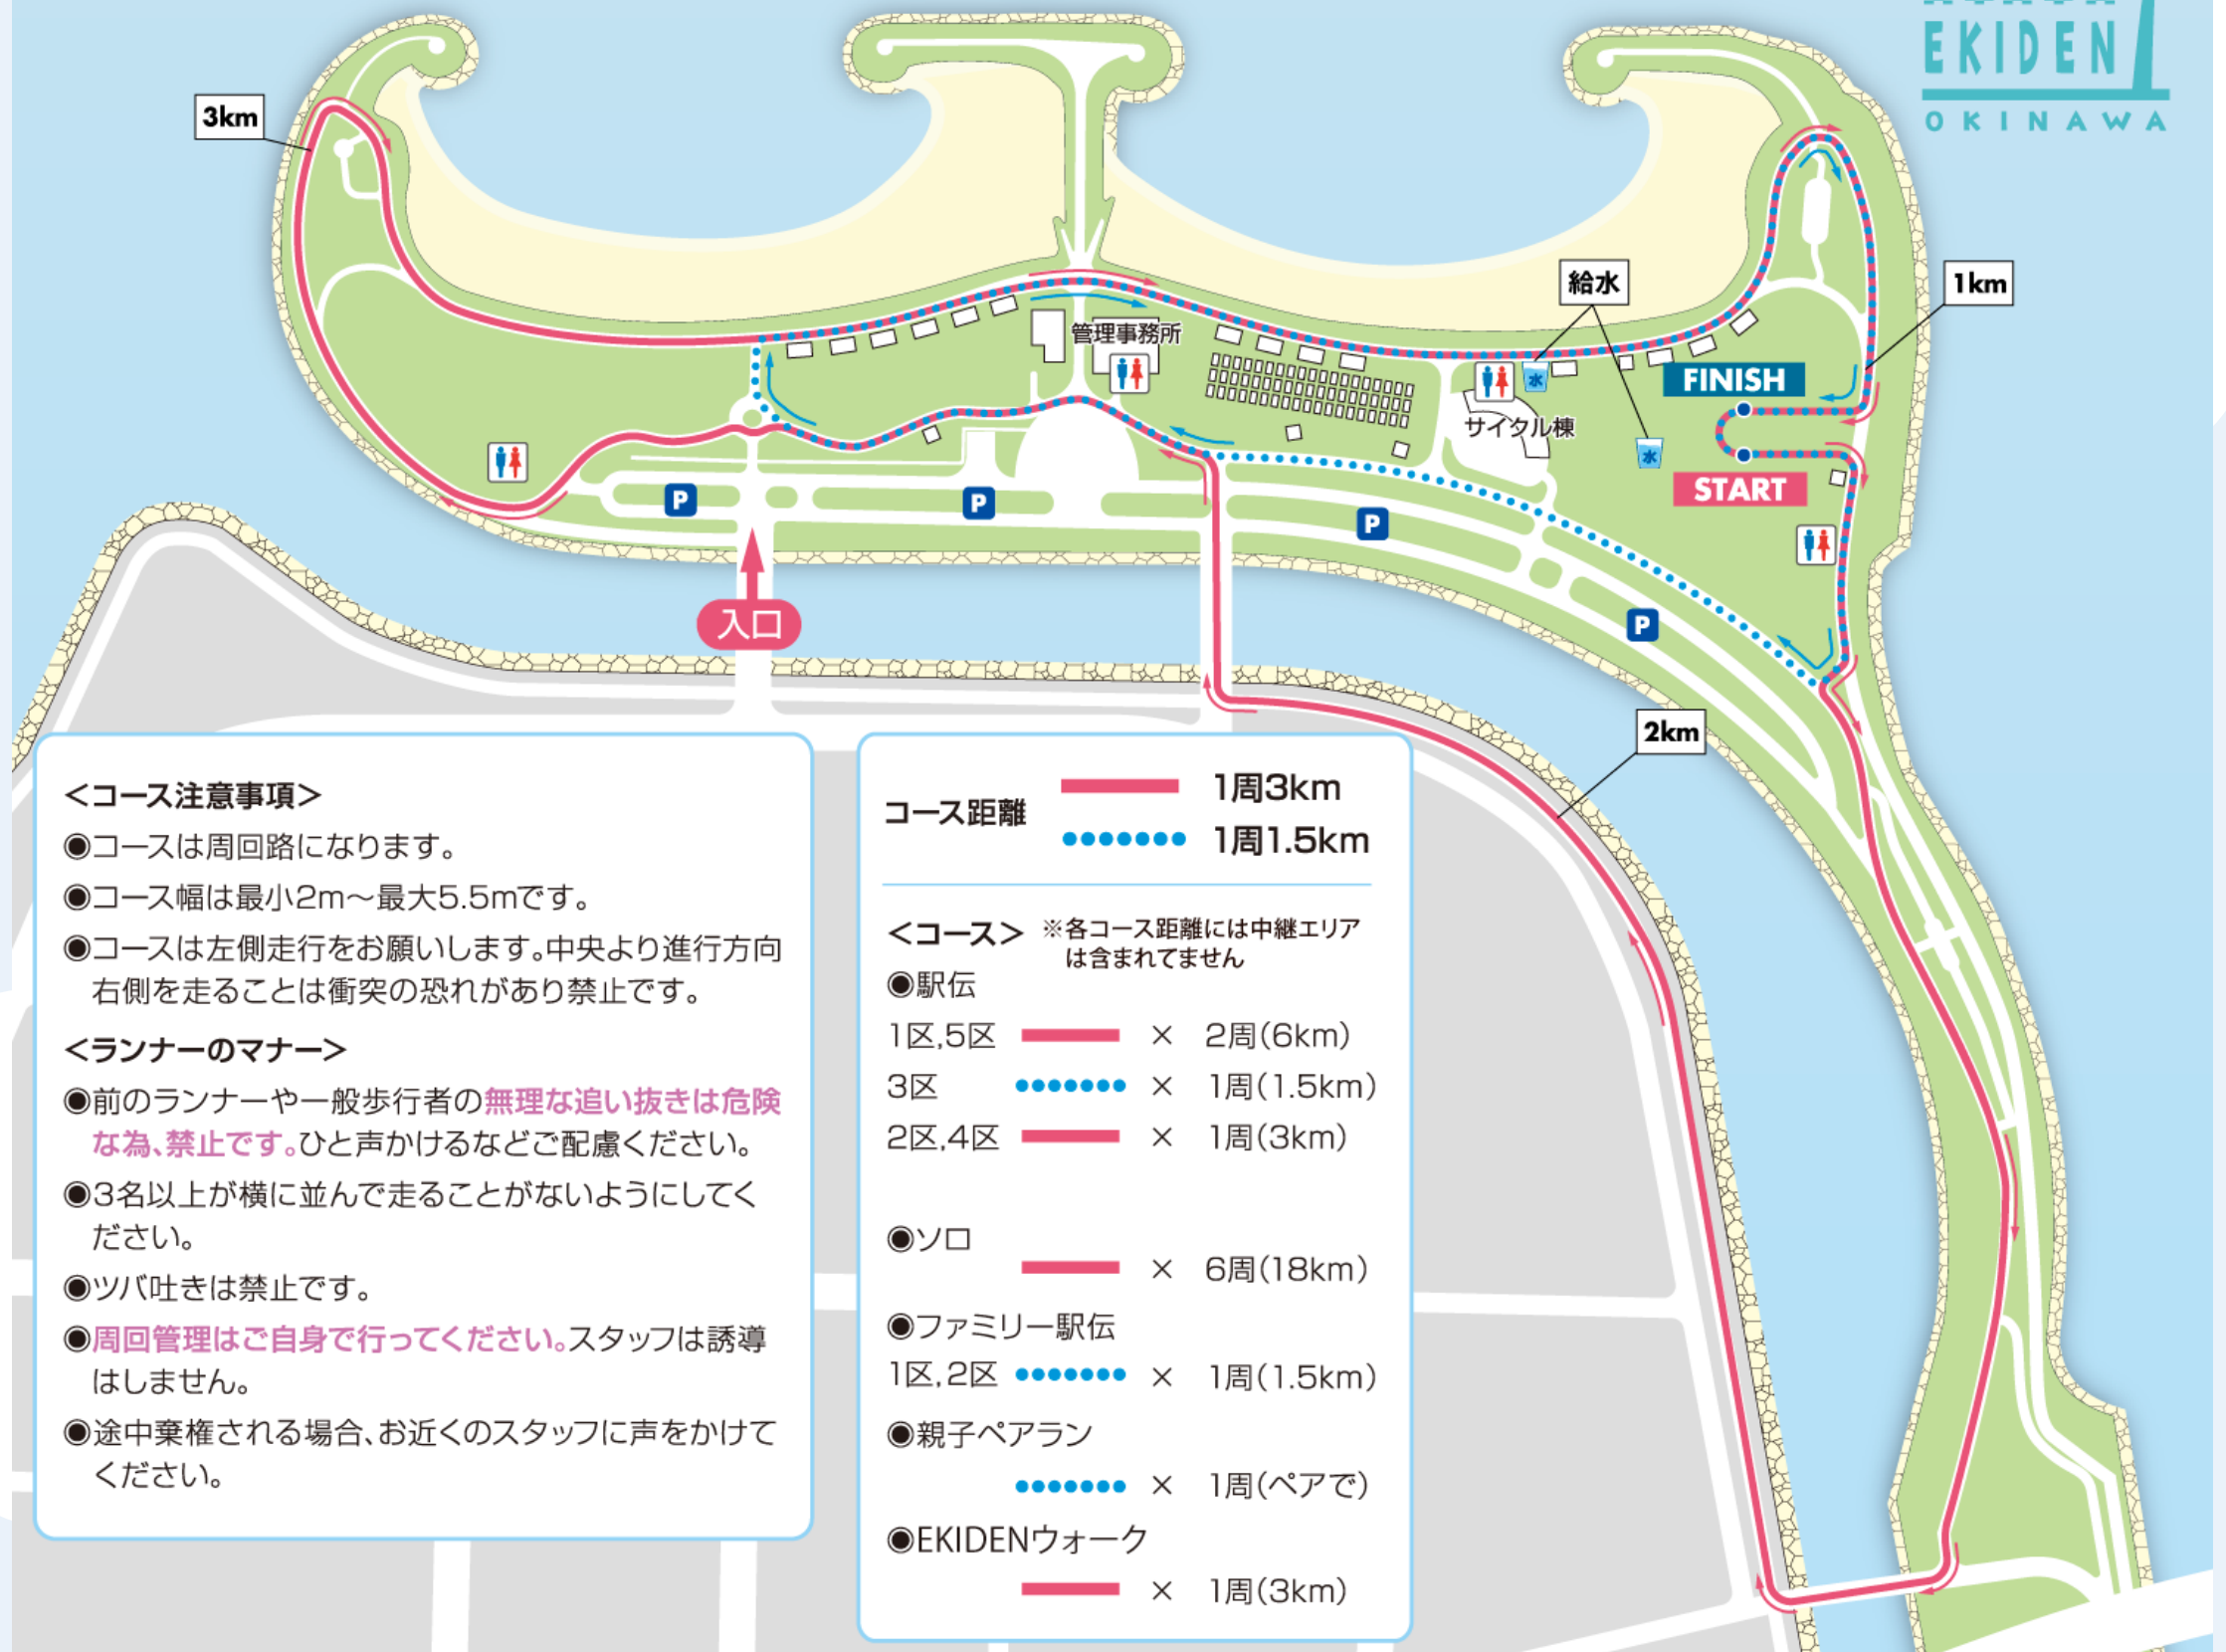 EKIDEN
OKINAWA
3km
給水
1km
管理事務所
FINISH
水
サイクル棟
水
START
P
P
P
P
入口
2km
＜コース注意事項＞
◉コースは周回路になります。
◉コース幅は最小2m～最大5.5mです。
◉コースは左側走行をお願いします。中央より進行方向
右側を走ることは衝突の恐れがあり禁止です。
＜ランナーのマナー＞
◉前のランナーや一般歩行者の無理な追い抜きは危険
な為、禁止です。ひと声かけるなどご配慮ください。
◉3名以上が横に並んで走ることがないようにしてく
ださい。
◉ツバ吐きは禁止です。
◉周回管理はご自身で行ってください。スタッフは誘導
はしません。
◉途中棄権される場合、お近くのスタッフに声をかけて
ください。
コース距離
1周3km
1周1.5km
＜コース＞ ※各コース距離には中継エリア
は含まれてません
◉駅伝
1区,5区 × 2周(6km)
3区 × 1周(1.5km)
2区,4区 × 1周(3km)
◉ソロ
× 6周(18km)
◉ファミリー駅伝
1区,2区 × 1周(1.5km)
◉親子ペアラン
× 1周(ペアで)
◉EKIDENウォーク
× 1周(3km)